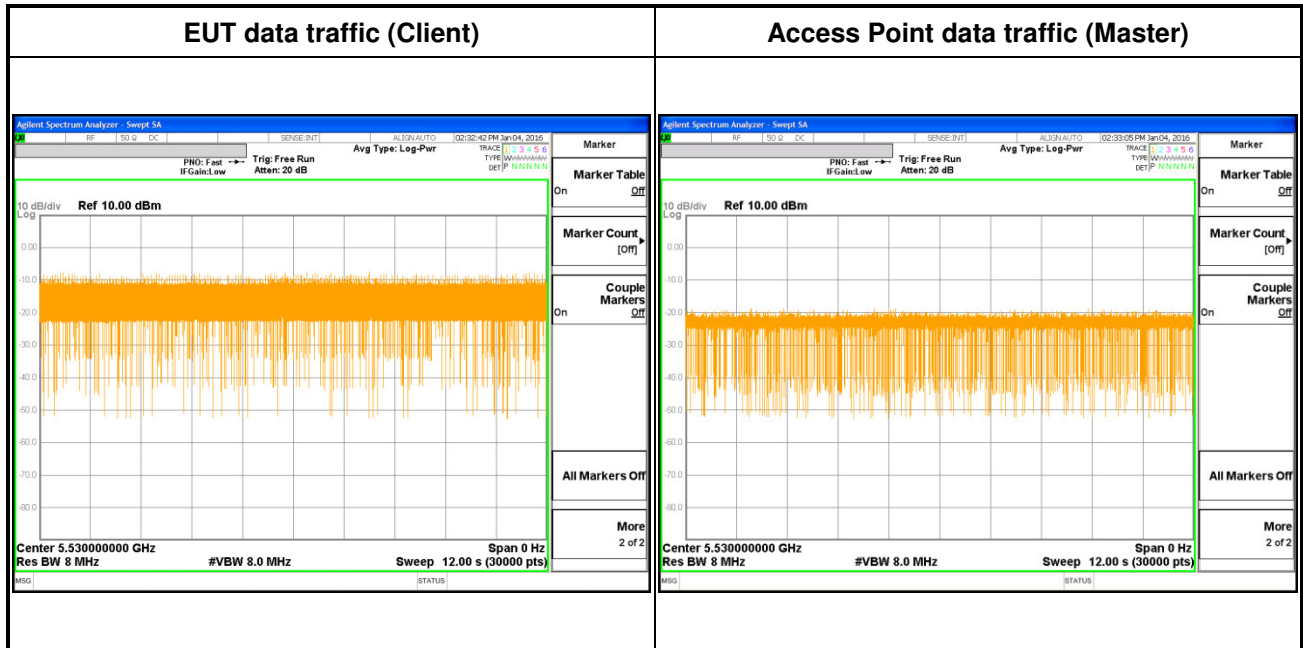 EUT data traffic (Client)
Agilent Spectrum Analyzer - Swept SA
RF 50 Ω DC SENSE:INT ALIGN AUTO 02:32:42 PM Jan 04, 2016
Avg Type: Log-Pwr
TRACE 1 2 3 4 5 6
TYPE
DET P N N N N N
PNO: Fast
IFGain:Low
Trig: Free Run
Atten: 20 dB
10 dB/div
Log
Ref 10.00 dBm
0.00
-10.0
-20.0
-30.0
-40.0
-50.0
-60.0
-70.0
-80.0
Center 5.530000000 GHz
Span 0 Hz
Res BW 8 MHz
#VBW 8.0 MHz
Sweep 12.00 s (30000 pts)
MSG
STATUS
Marker
Marker Table
On Off
Marker Count
[Off]
Couple
Markers
On Off
All Markers Off
More
2 of 2
Access Point data traffic (Master)
Agilent Spectrum Analyzer - Swept SA
RF 50 Ω DC SENSE:INT ALIGN AUTO 02:33:05 PM Jan 04, 2016
Avg Type: Log-Pwr
TRACE 1 2 3 4 5 6
TYPE
DET P N N N N N
PNO: Fast
IFGain:Low
Trig: Free Run
Atten: 20 dB
10 dB/div
Log
Ref 10.00 dBm
0.00
-10.0
-20.0
-30.0
-40.0
-50.0
-60.0
-70.0
-80.0
Center 5.530000000 GHz
Span 0 Hz
Res BW 8 MHz
#VBW 8.0 MHz
Sweep 12.00 s (30000 pts)
MSG
STATUS
Marker
Marker Table
On Off
Marker Count
[Off]
Couple
Markers
On Off
All Markers Off
More
2 of 2